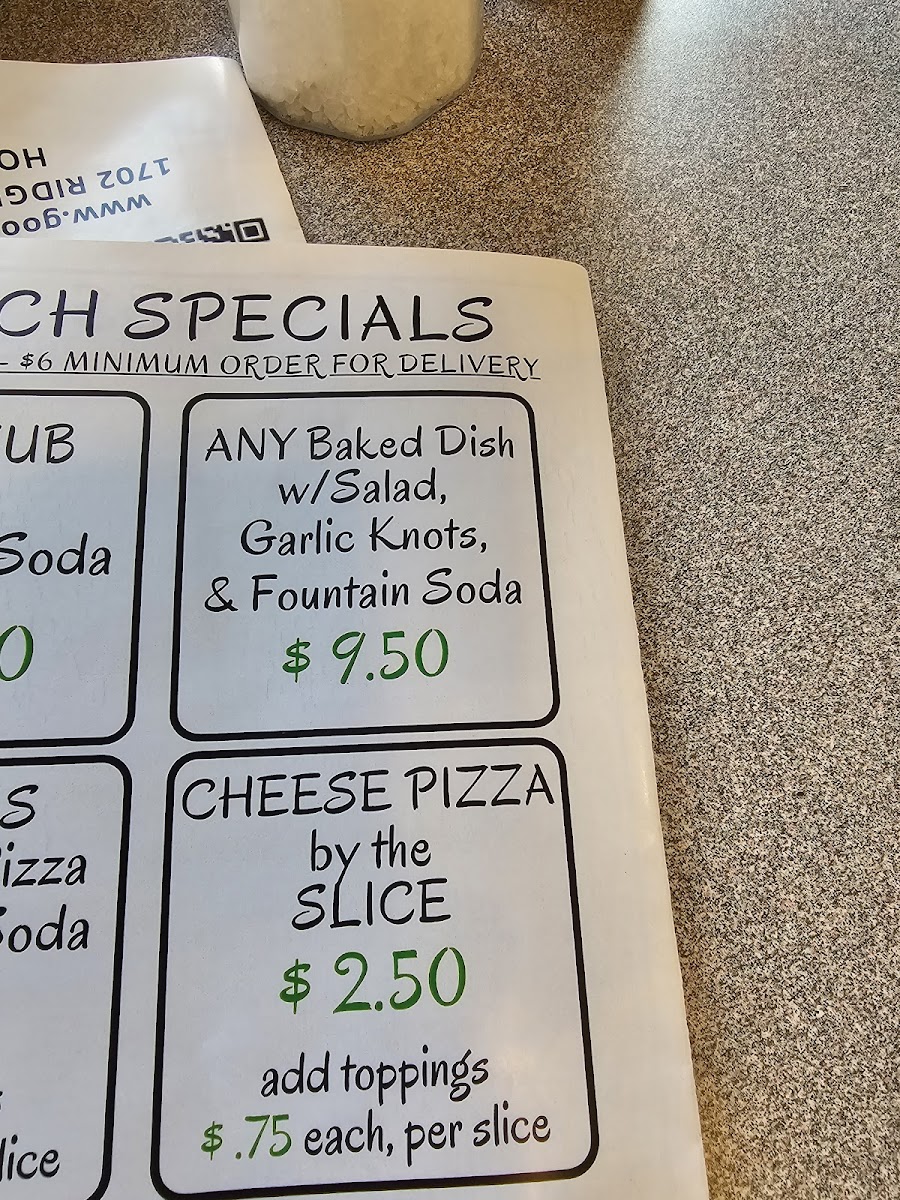 HO
1702 RIDG
www.goo
CH SPECIALS
- $6 MINIMUM ORDER FOR DELIVERY
UB
Soda
0
ANY Baked Dish
w/Salad,
Garlic Knots,
& Fountain Soda
$ 9.50
S
izza
Soda
lice
CHEESE PIZZA
by the
SLICE
$ 2.50
add toppings
$ .75 each, per slice